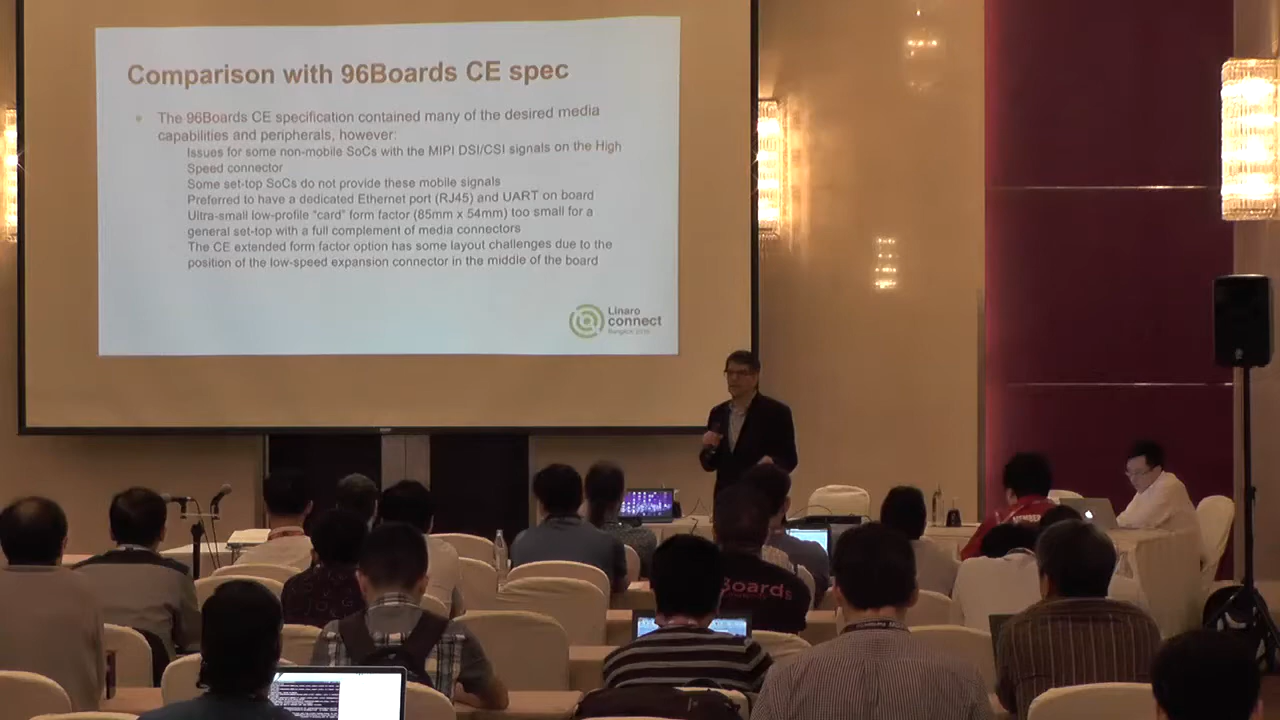 Comparison with 96Boards CE spec
The 96Boards CE specification contained many of the desired media
capabilities and peripherals, however:
Issues for some non-mobile SoCs with the MIPI DSI/CSI signals on the High
Speed connector
Some set-top SoCs do not provide these mobile signals
Preferred to have a dedicated Ethernet port (RJ45) and UART on board
Ultra-small low-profile "card" form factor (85mm x 54mm) too small for a
general set-top with a full complement of media connectors
The CE extended form factor option has some layout challenges due to the
position of the low-speed expansion connector in the middle of the board
Linaro
connect
Boards